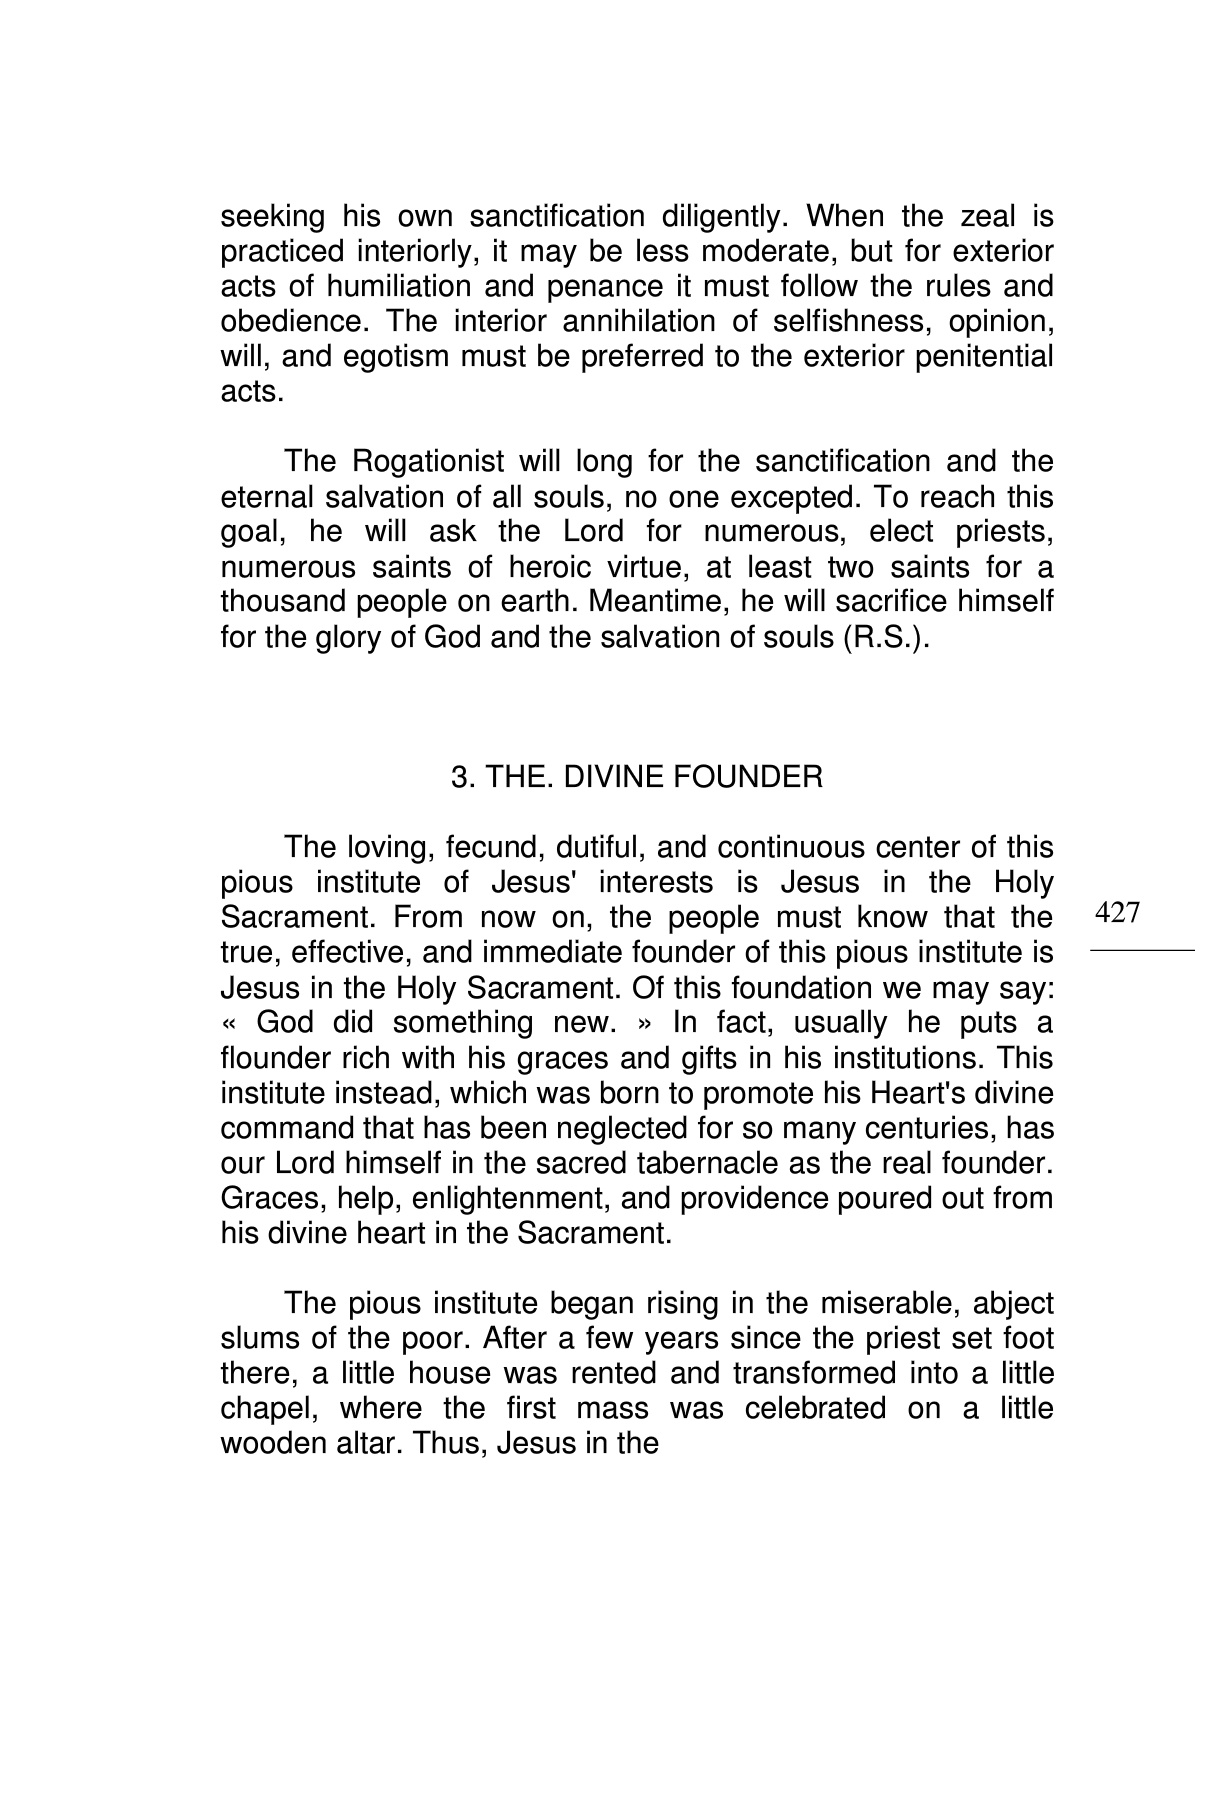 seeking his own sanctification diligently. When the zeal is
practiced interiorly, it may be less moderate, but for exterior
acts of humiliation and penance it must follow the rules and
obedience. The interior annihilation of selfishness, opinion,
will, and egotism must be preferred to the exterior penitential
acts.
The Rogationist will long for the sanctification and the
eternal salvation of all souls, no one excepted. To reach this
goal, he will ask the Lord for numerous, elect priests,
numerous saints of heroic virtue, at least two saints for a
thousand people on earth. Meantime, he will sacrifice himself
for the glory of God and the salvation of souls (R.S.).
3. THE. DIVINE FOUNDER
The loving, fecund, dutiful, and continuous center of this
pious institute of Jesus' interests is Jesus in the Holy
Sacrament. From now on, the people must know that the
true, effective, and immediate founder of this pious institute is
Jesus in the Holy Sacrament. Of this foundation we may say:
« God did something new. » In fact, usually he puts a
flounder rich with his graces and gifts in his institutions. This
institute instead, which was born to promote his Heart's divine
command that has been neglected for so many centuries, has
our Lord himself in the sacred tabernacle as the real founder.
Graces, help, enlightenment, and providence poured out from
his divine heart in the Sacrament.
The pious institute began rising in the miserable, abject
slums of the poor. After a few years since the priest set foot
there, a little house was rented and transformed into a little
chapel, where the first mass was celebrated on a little
wooden altar. Thus, Jesus in the
427